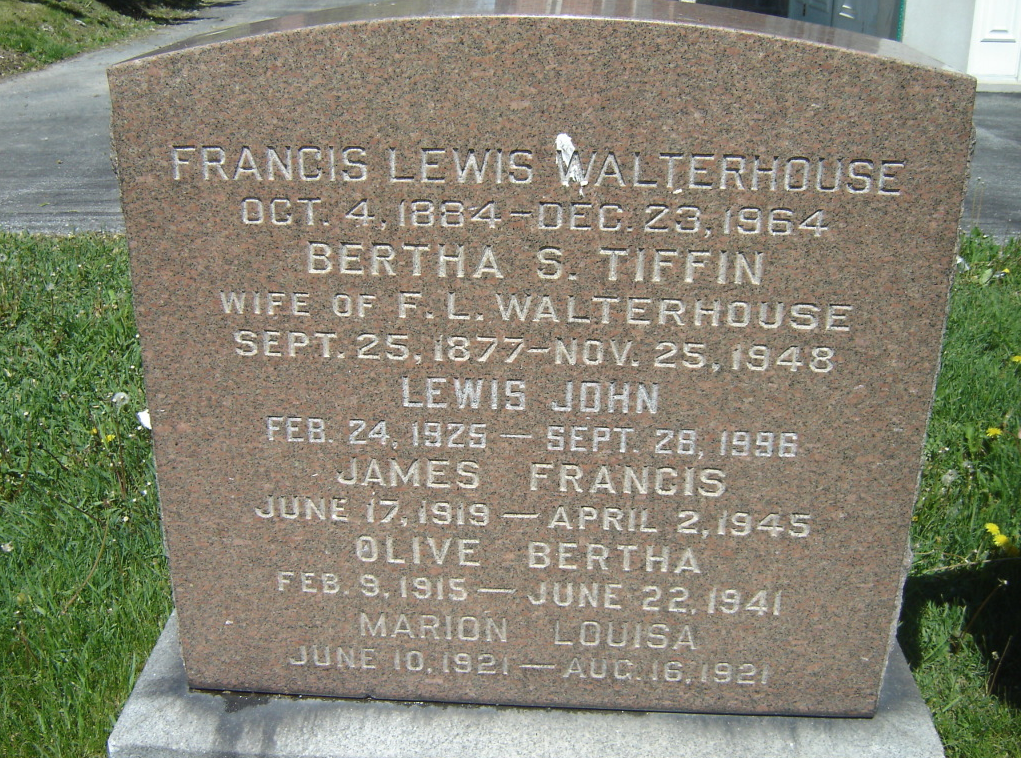 FRANCIS LEWIS WALTERHOUSE
OCT. 4, 1884 – DEC. 23, 1964
BERTHA S. TIFFIN
WIFE OF F. L. WALTERHOUSE
SEPT. 25, 1877 – NOV. 25, 1948
LEWIS JOHN
FEB. 24, 1925 – SEPT. 28, 1996
JAMES FRANCIS
JUNE 17, 1919 – APRIL 2, 1945
OLIVE BERTHA
FEB. 9, 1915 – JUNE 22, 1941
MARION LOUISA
JUNE 10, 1921 – AUG. 16, 1921